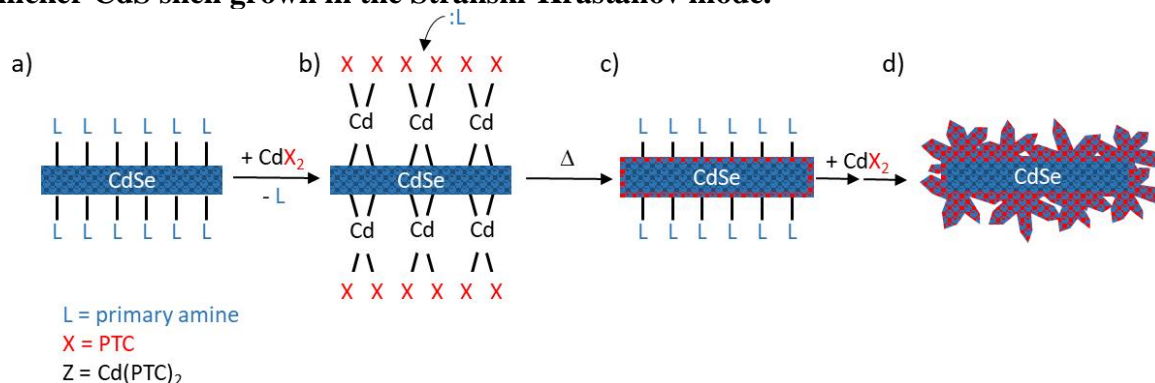 thicker CdS shell grown in the Stranski-Krastanov mode.
:L
a)
b)
c)
d)
X X X X X X
L L L L L L
Cd Cd Cd
L L L L L L
+ CdX₂
- L
Δ
+ CdX₂
CdSe
CdSe
CdSe
CdSe
L L L L L L
Cd Cd Cd
L L L L L L
X X X X X X
L = primary amine
X = PTC
Z = Cd(PTC)₂